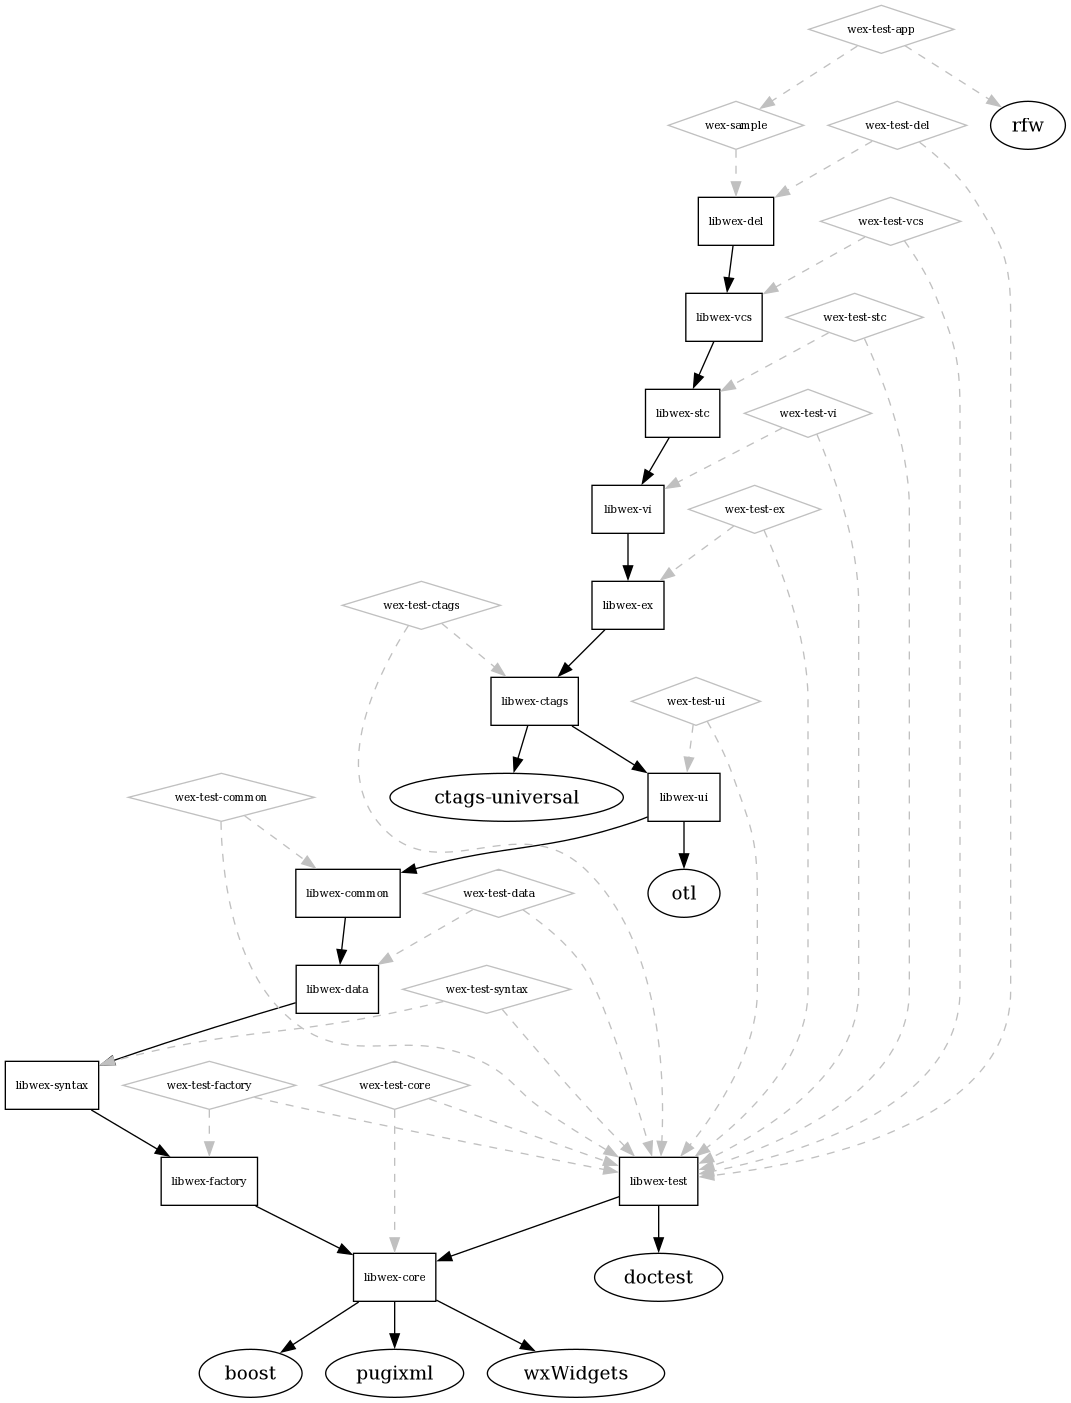 wex-test-app
wex-sample
wex-test-del
rfw
libwex-del
wex-test-vcs
libwex-vcs
wex-test-stc
libwex-stc
wex-test-vi
libwex-vi
wex-test-ex
wex-test-ctags
libwex-ex
libwex-ctags
wex-test-ui
wex-test-common
ctags-universal
libwex-ui
libwex-common
wex-test-data
otl
libwex-data
wex-test-syntax
libwex-syntax
wex-test-factory
wex-test-core
libwex-factory
libwex-test
libwex-core
doctest
boost
pugixml
wxWidgets